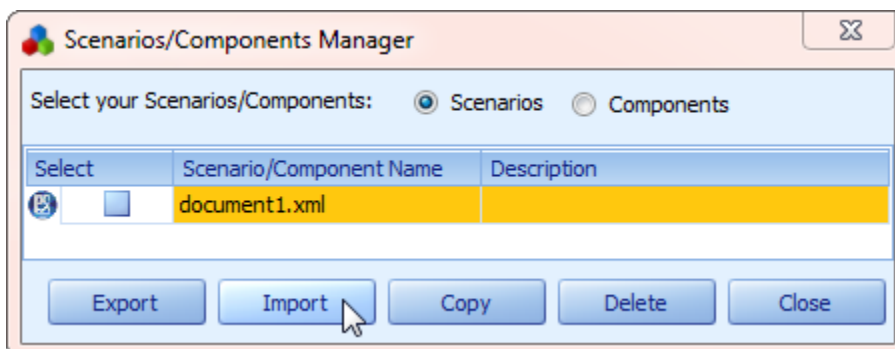 Scenarios/Components Manager
Select your Scenarios/Components: Scenarios Components
Select Scenario/Component Name Description
document1.xml
Export Import Copy Delete Close